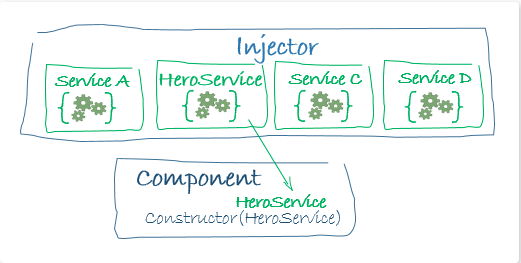 Injector
Service A
HeroService
Service C
Service D
{ }
{ }
{ }
{ }
Component
HeroService
Constructor(HeroService)